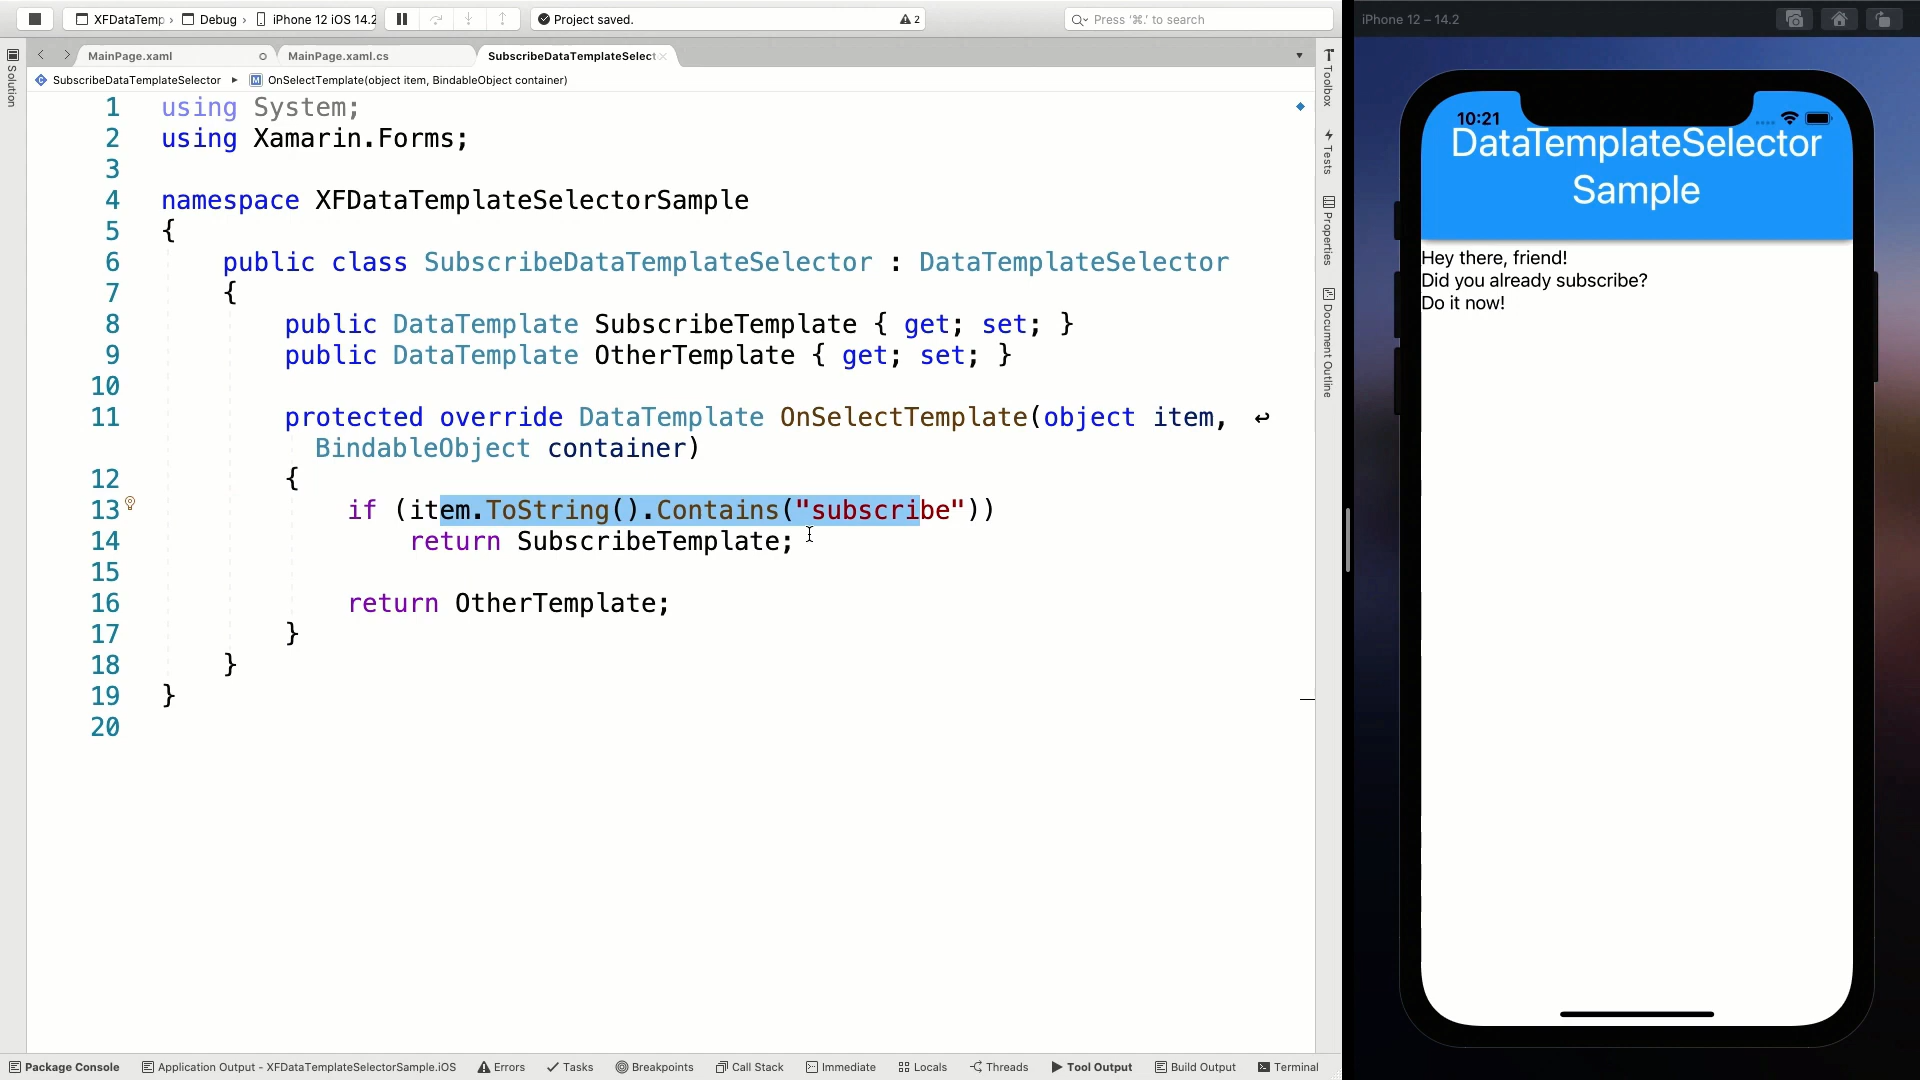 XFDataTemp › Debug › iPhone 12 iOS 14.2
Project saved.
2
Press '⌘.' to search
MainPage.xaml
MainPage.xaml.cs
SubscribeDataTemplateSelect
SubscribeDataTemplateSelector ▸ M OnSelectTemplate(object item, BindableObject container)
Solution
1 using System;
2 using Xamarin.Forms;
3
4 namespace XFDataTemplateSelectorSample
5 {
6 public class SubscribeDataTemplateSelector : DataTemplateSelector
7 {
8 public DataTemplate SubscribeTemplate { get; set; }
9 public DataTemplate OtherTemplate { get; set; }
10
11 protected override DataTemplate OnSelectTemplate(object item, ↩
BindableObject container)
12 {
13 if (item.ToString().Contains("subscribe"))
14 return SubscribeTemplate;
15
16 return OtherTemplate;
17 }
18 }
19 }
20
Toolbox
Tests
Properties
Document Outline
Package Console
Application Output - XFDataTemplateSelectorSample.iOS
Errors
Tasks
Breakpoints
Call Stack
Immediate
Locals
Threads
Tool Output
Build Output
Terminal
iPhone 12 – 14.2
10:21
DataTemplateSelector
Sample
Hey there, friend!
Did you already subscribe?
Do it now!